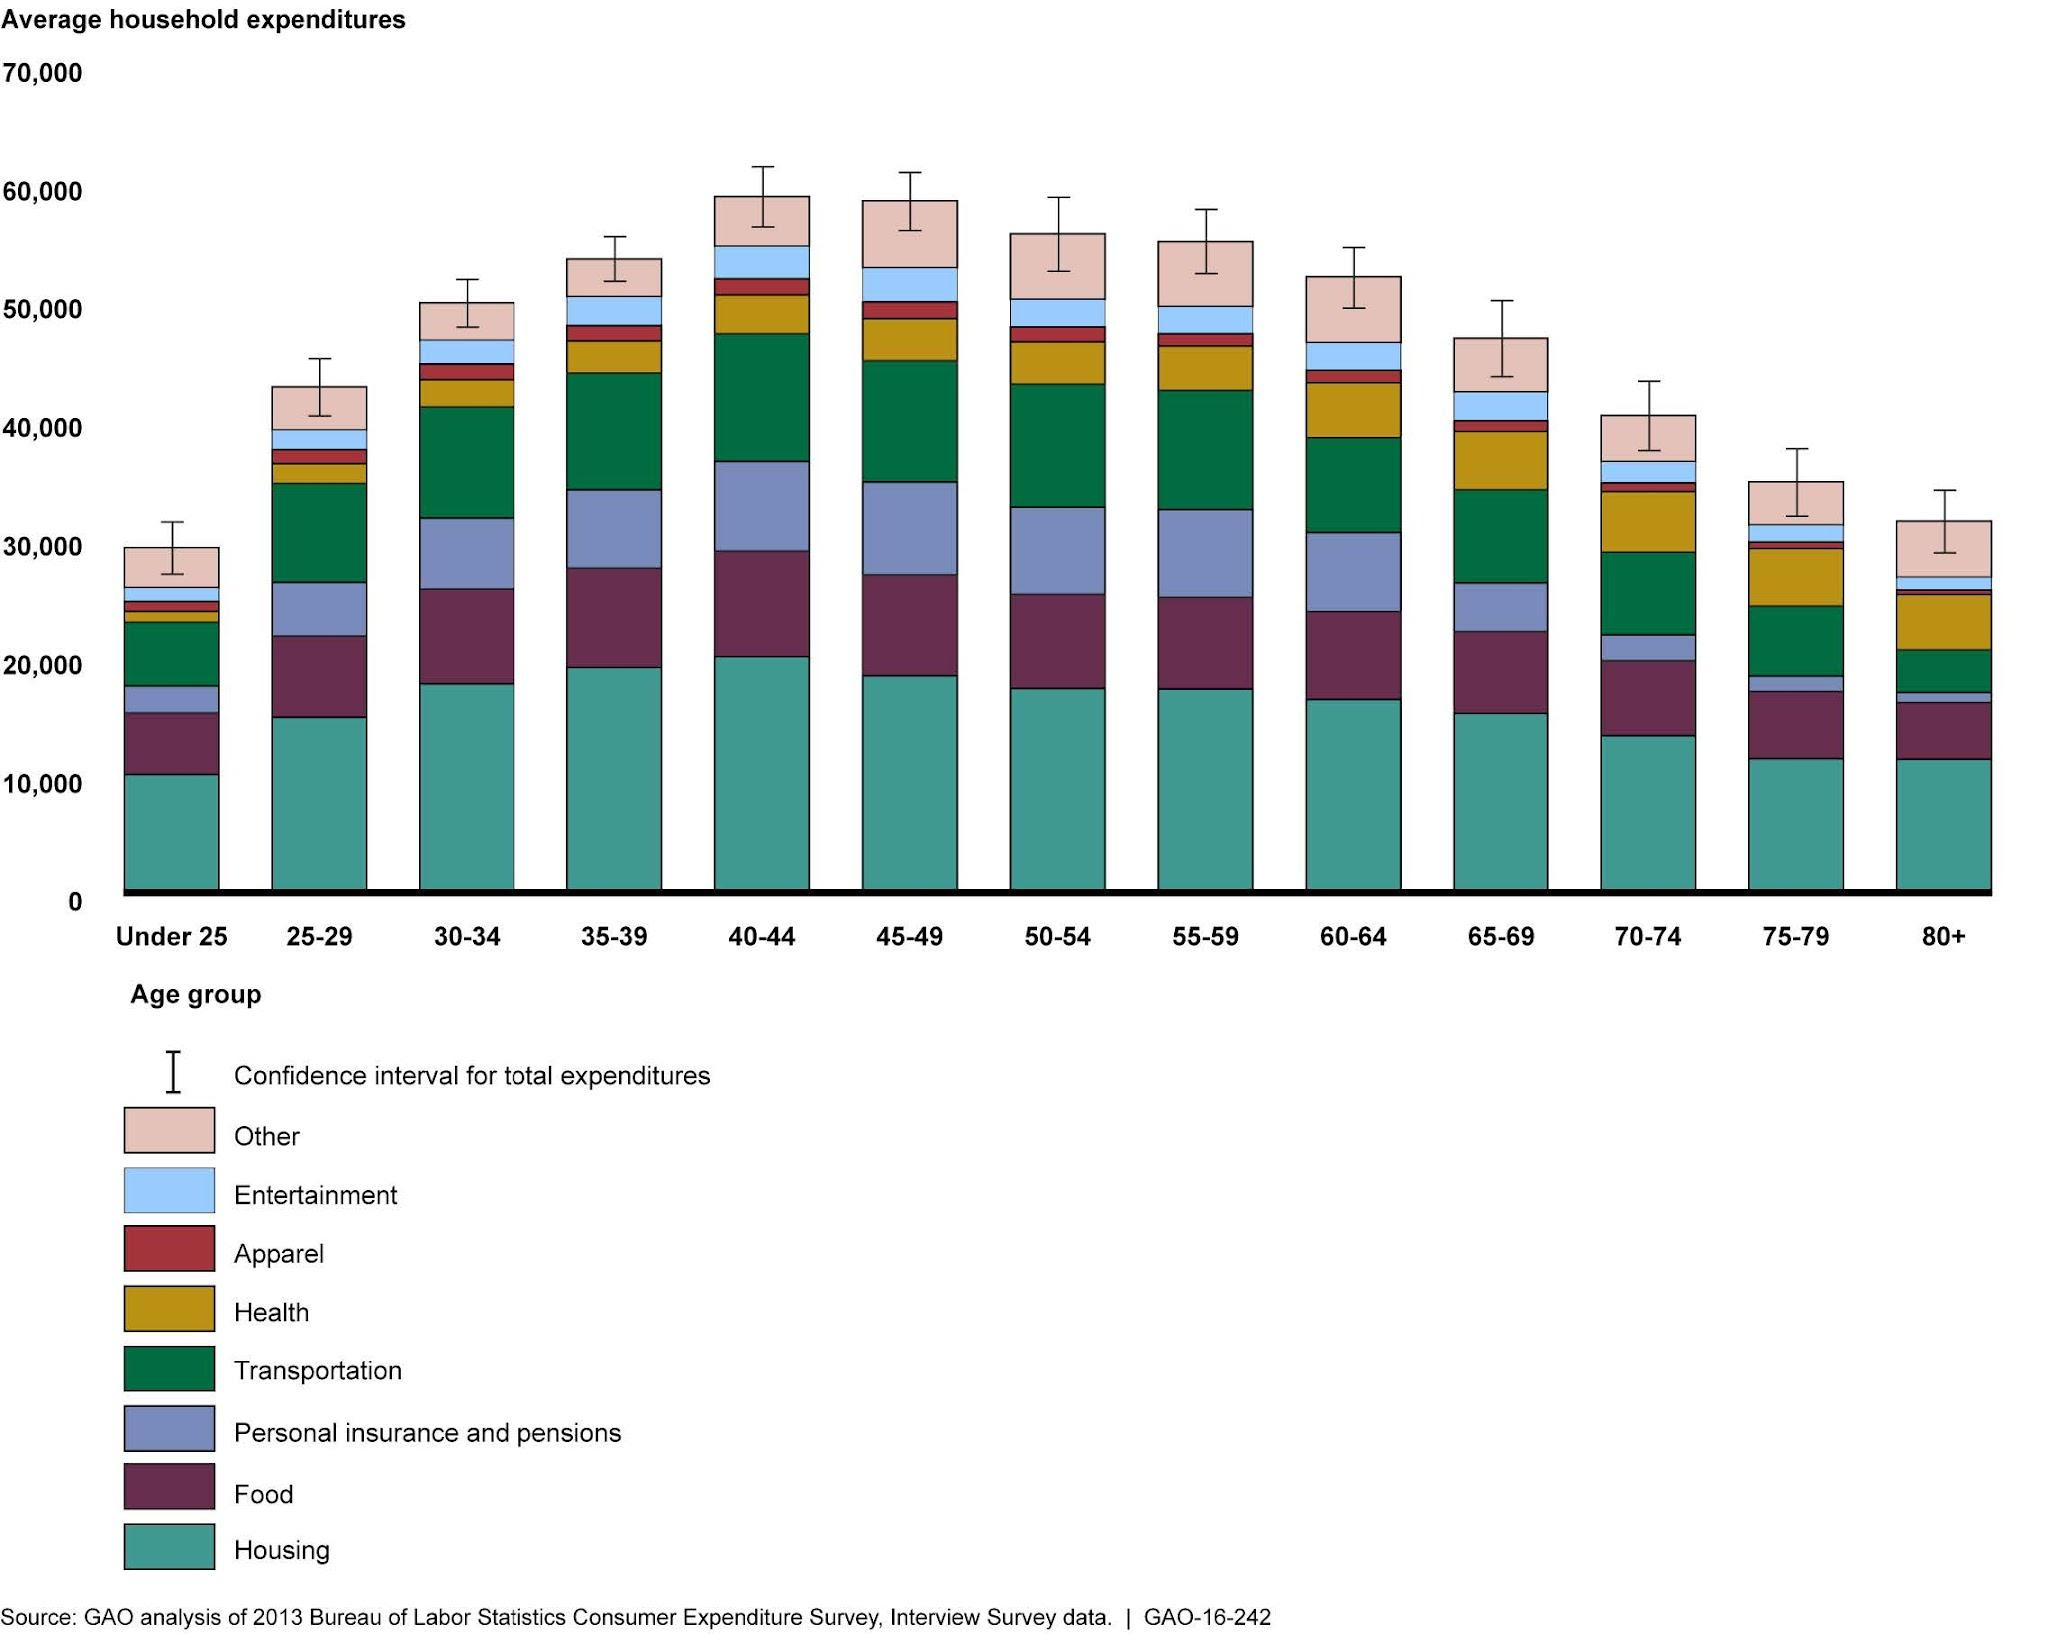 Average household expenditures
70,000
60,000
50,000
40,000
30,000
20,000
10,000
0
Under 25 25-29 30-34 35-39 40-44 45-49 50-54 55-59 60-64 65-69 70-74 75-79 80+
Age group
Confidence interval for total expenditures
Other
Entertainment
Apparel
Health
Transportation
Personal insurance and pensions
Food
Housing
Source: GAO analysis of 2013 Bureau of Labor Statistics Consumer Expenditure Survey, Interview Survey data. | GAO-16-242